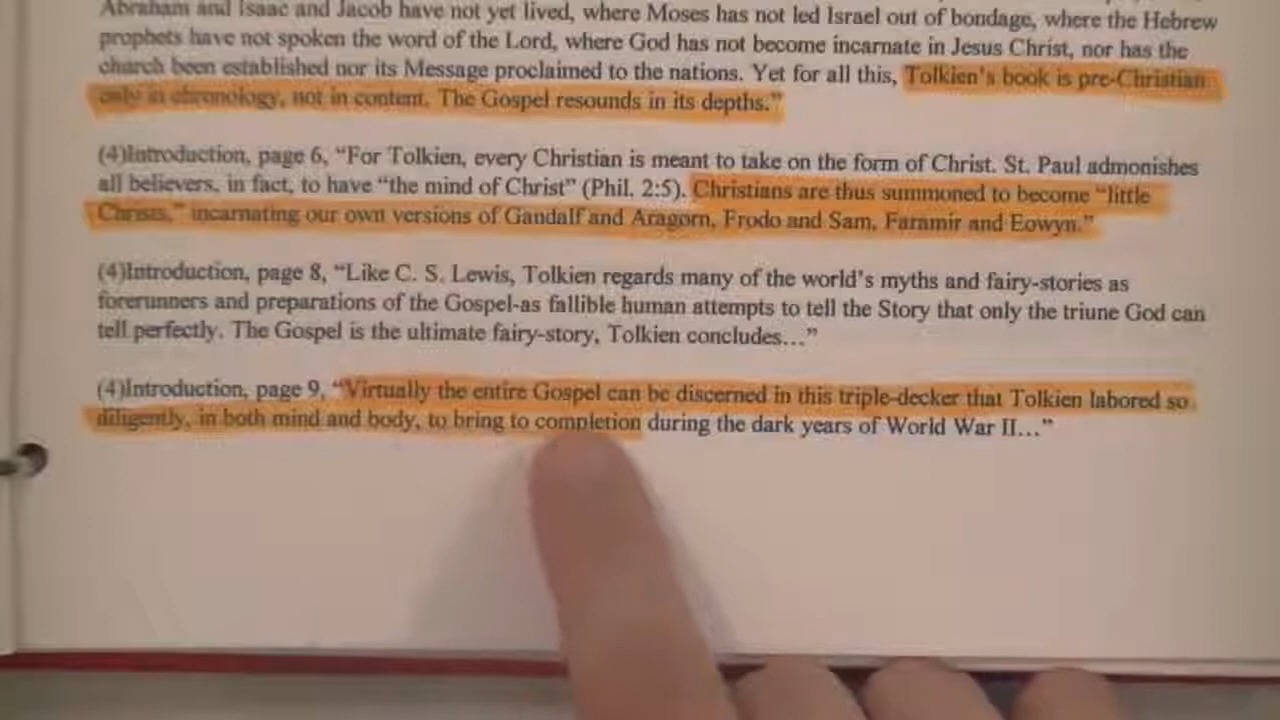 Abraham and Isaac and Jacob have not yet lived, where Moses has not led Israel out of bondage, where the Hebrew
prophets have not spoken the word of the Lord, where God has not become incarnate in Jesus Christ, nor has the
church been established nor its Message proclaimed to the nations. Yet for all this, Tolkien's book is pre-Christian
only in chronology, not in content. The Gospel resounds in its depths."
(4)Introduction, page 6, "For Tolkien, every Christian is meant to take on the form of Christ. St. Paul admonishes
all believers, in fact, to have "the mind of Christ" (Phil. 2:5). Christians are thus summoned to become "little
Christs," incarnating our own versions of Gandalf and Aragorn, Frodo and Sam, Faramir and Eowyn."
(4)Introduction, page 8, "Like C. S. Lewis, Tolkien regards many of the world's myths and fairy-stories as
forerunners and preparations of the Gospel-as fallible human attempts to tell the Story that only the triune God can
tell perfectly. The Gospel is the ultimate fairy-story, Tolkien concludes..."
(4)Introduction, page 9, "Virtually the entire Gospel can be discerned in this triple-decker that Tolkien labored so
diligently, in both mind and body, to bring to completion during the dark years of World War II..."